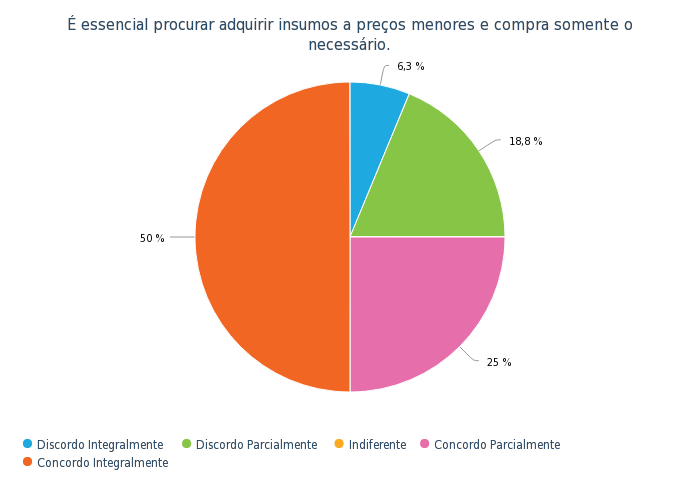 É essencial procurar adquirir insumos a preços menores e compra somente o
necessário.
6,3 %
18,8 %
50 %
25 %
Discordo Integralmente
Discordo Parcialmente
Indiferente
Concordo Parcialmente
Concordo Integralmente